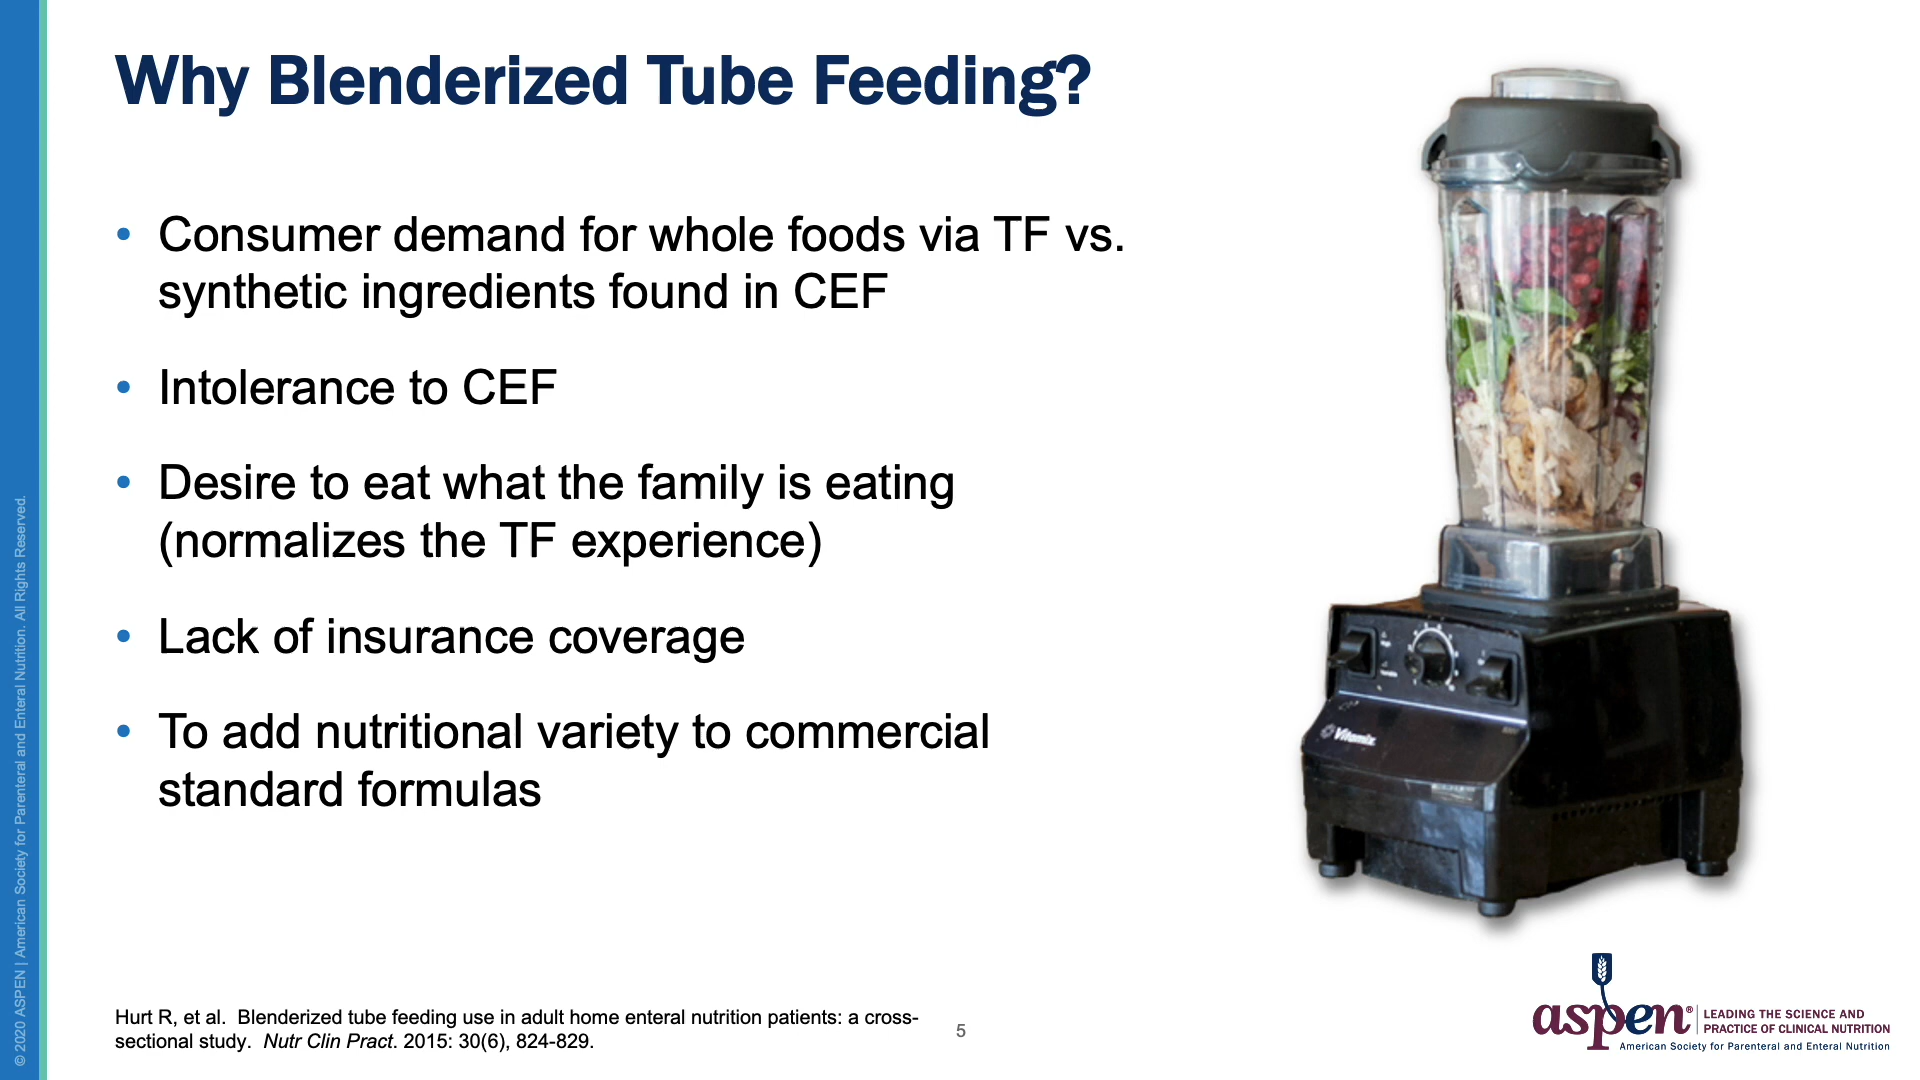 Why Blenderized Tube Feeding?
• Consumer demand for whole foods via TF vs.
synthetic ingredients found in CEF
• Intolerance to CEF
• Desire to eat what the family is eating
(normalizes the TF experience)
• Lack of insurance coverage
• To add nutritional variety to commercial
standard formulas
Vitamix
Hurt R, et al. Blenderized tube feeding use in adult home enteral nutrition patients: a cross-
sectional study. Nutr Clin Pract. 2015: 30(6), 824-829.
5
aspen®
LEADING THE SCIENCE AND
PRACTICE OF CLINICAL NUTRITION
American Society for Parenteral and Enteral Nutrition
© 2020 ASPEN | American Society for Parenteral and Enteral Nutrition. All Rights Reserved.